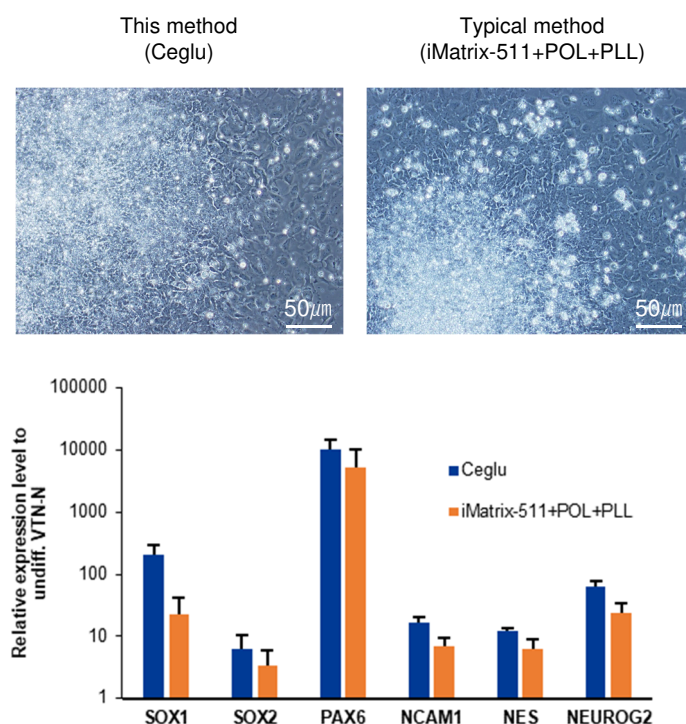 This method
(Ceglu)
Typical method
(iMatrix-511+POL+PLL)
50㎛
50㎛
Relative expression level to
undiff. VTN-N
100000
10000
1000
100
10
1
Ceglu
iMatrix-511+POL+PLL
SOX1
SOX2
PAX6
NCAM1
NES
NEUROG2